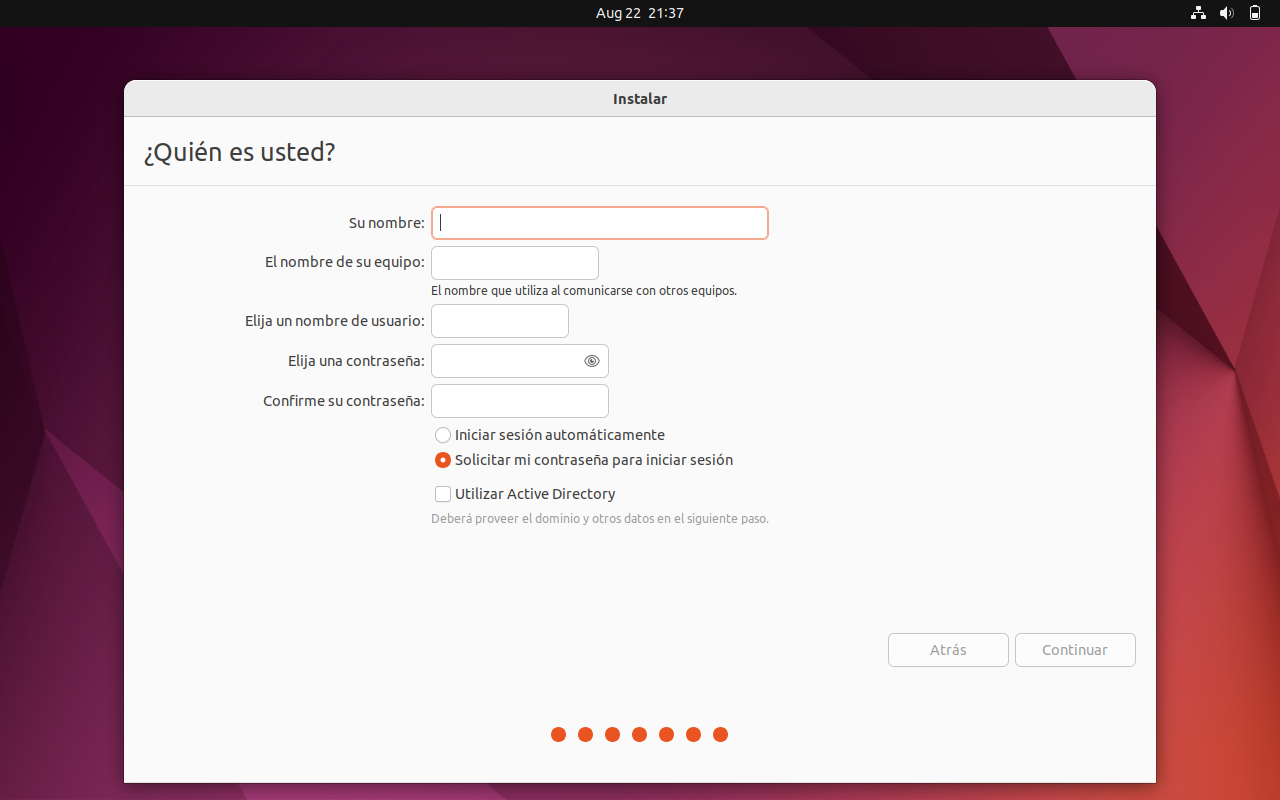 Aug 22 21:37
Instalar
¿Quién es usted?
Su nombre:
El nombre de su equipo:
El nombre que utiliza al comunicarse con otros equipos.
Elija un nombre de usuario:
Elija una contraseña:
Confirme su contraseña:
Iniciar sesión automáticamente
Solicitar mi contraseña para iniciar sesión
Utilizar Active Directory
Deberá proveer el dominio y otros datos en el siguiente paso.
Atrás Continuar